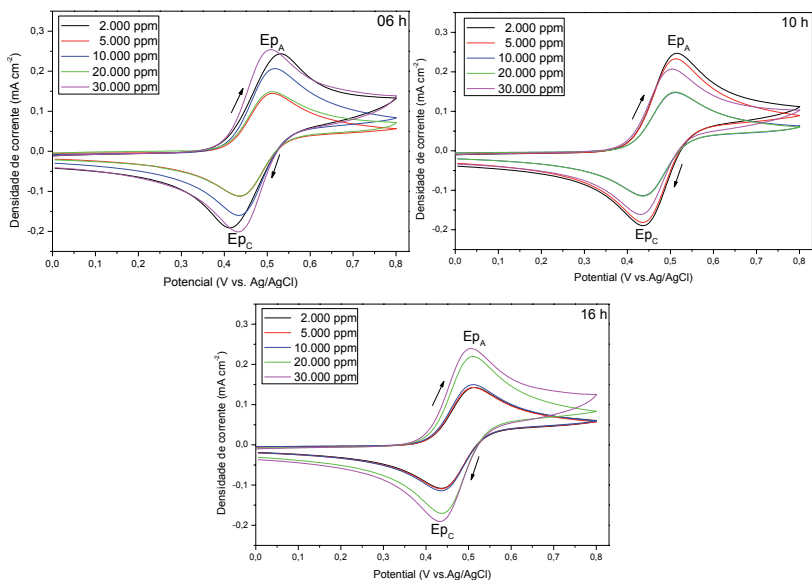 06 h
2.000 ppm
5.000 ppm
10.000 ppm
20.000 ppm
30.000 ppm
Ep_A
Ep_C
Densidade de corrente (mA cm⁻²)
0,3
0,2
0,1
0,0
-0,1
-0,2
0,0 0,1 0,2 0,3 0,4 0,5 0,6 0,7 0,8
Potencial (V vs. Ag/AgCl)
10 h
2.000 ppm
5.000 ppm
10.000 ppm
20.000 ppm
30.000 ppm
Ep_A
Ep_C
Densidade de corrente (mA cm⁻²)
0,3
0,2
0,1
0,0
-0,1
-0,2
0,0 0,1 0,2 0,3 0,4 0,5 0,6 0,7 0,8
Potential (V vs.Ag/AgCl)
16 h
2.000 ppm
5.000 ppm
10.000 ppm
20.000 ppm
30.000 ppm
Ep_A
Ep_C
Densidade de corrente (mA cm⁻²)
0,3
0,2
0,1
0,0
-0,1
-0,2
0,0 0,1 0,2 0,3 0,4 0,5 0,6 0,7 0,8
Potential (V vs.Ag/AgCl)